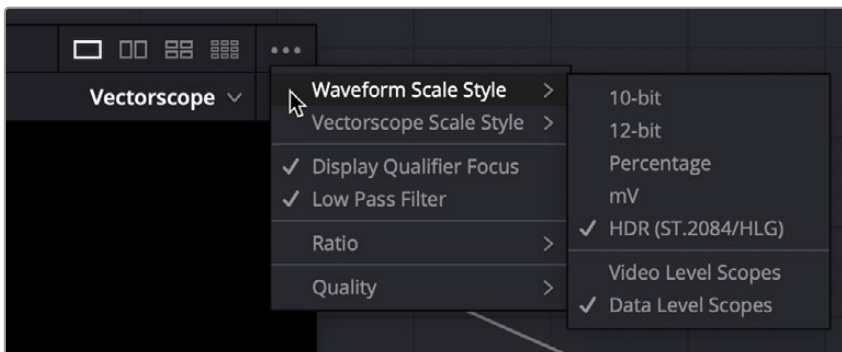 Vectorscope
Waveform Scale Style
Vectorscope Scale Style
Display Qualifier Focus
Low Pass Filter
Ratio
Quality
10-bit
12-bit
Percentage
mV
HDR (ST.2084/HLG)
Video Level Scopes
Data Level Scopes